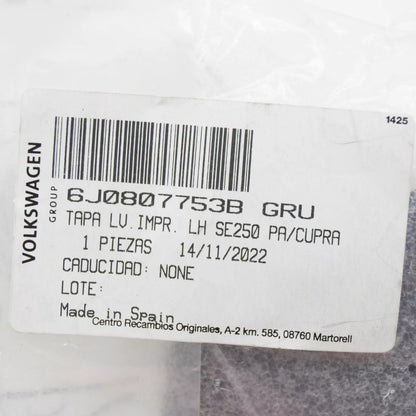 1425
VOLKSWAGEN
GROUP
6J0807753B GRU
TAPA LV.IMPR. LH SE250 PA/CUPRA
1 PIEZAS 14/11/2022
CADUCIDAD: NONE
LOTE:
Made in Spain
Centro Recambios Originales, A-2 km. 585, 08760 Martorell